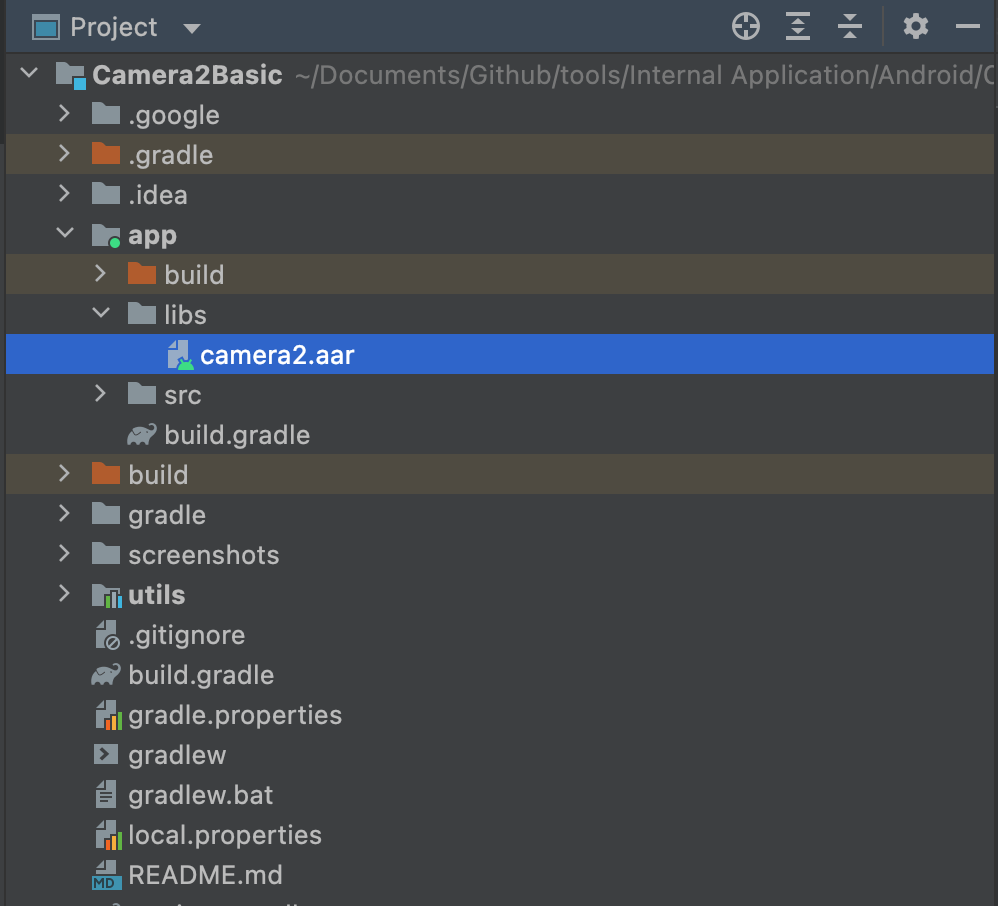 Project
Camera2Basic ~/Documents/Github/tools/Internal Application/Android/
.google
.gradle
.idea
app
build
libs
camera2.aar
src
build.gradle
build
gradle
screenshots
utils
.gitignore
build.gradle
gradle.properties
gradlew
gradlew.bat
local.properties
MD README.md